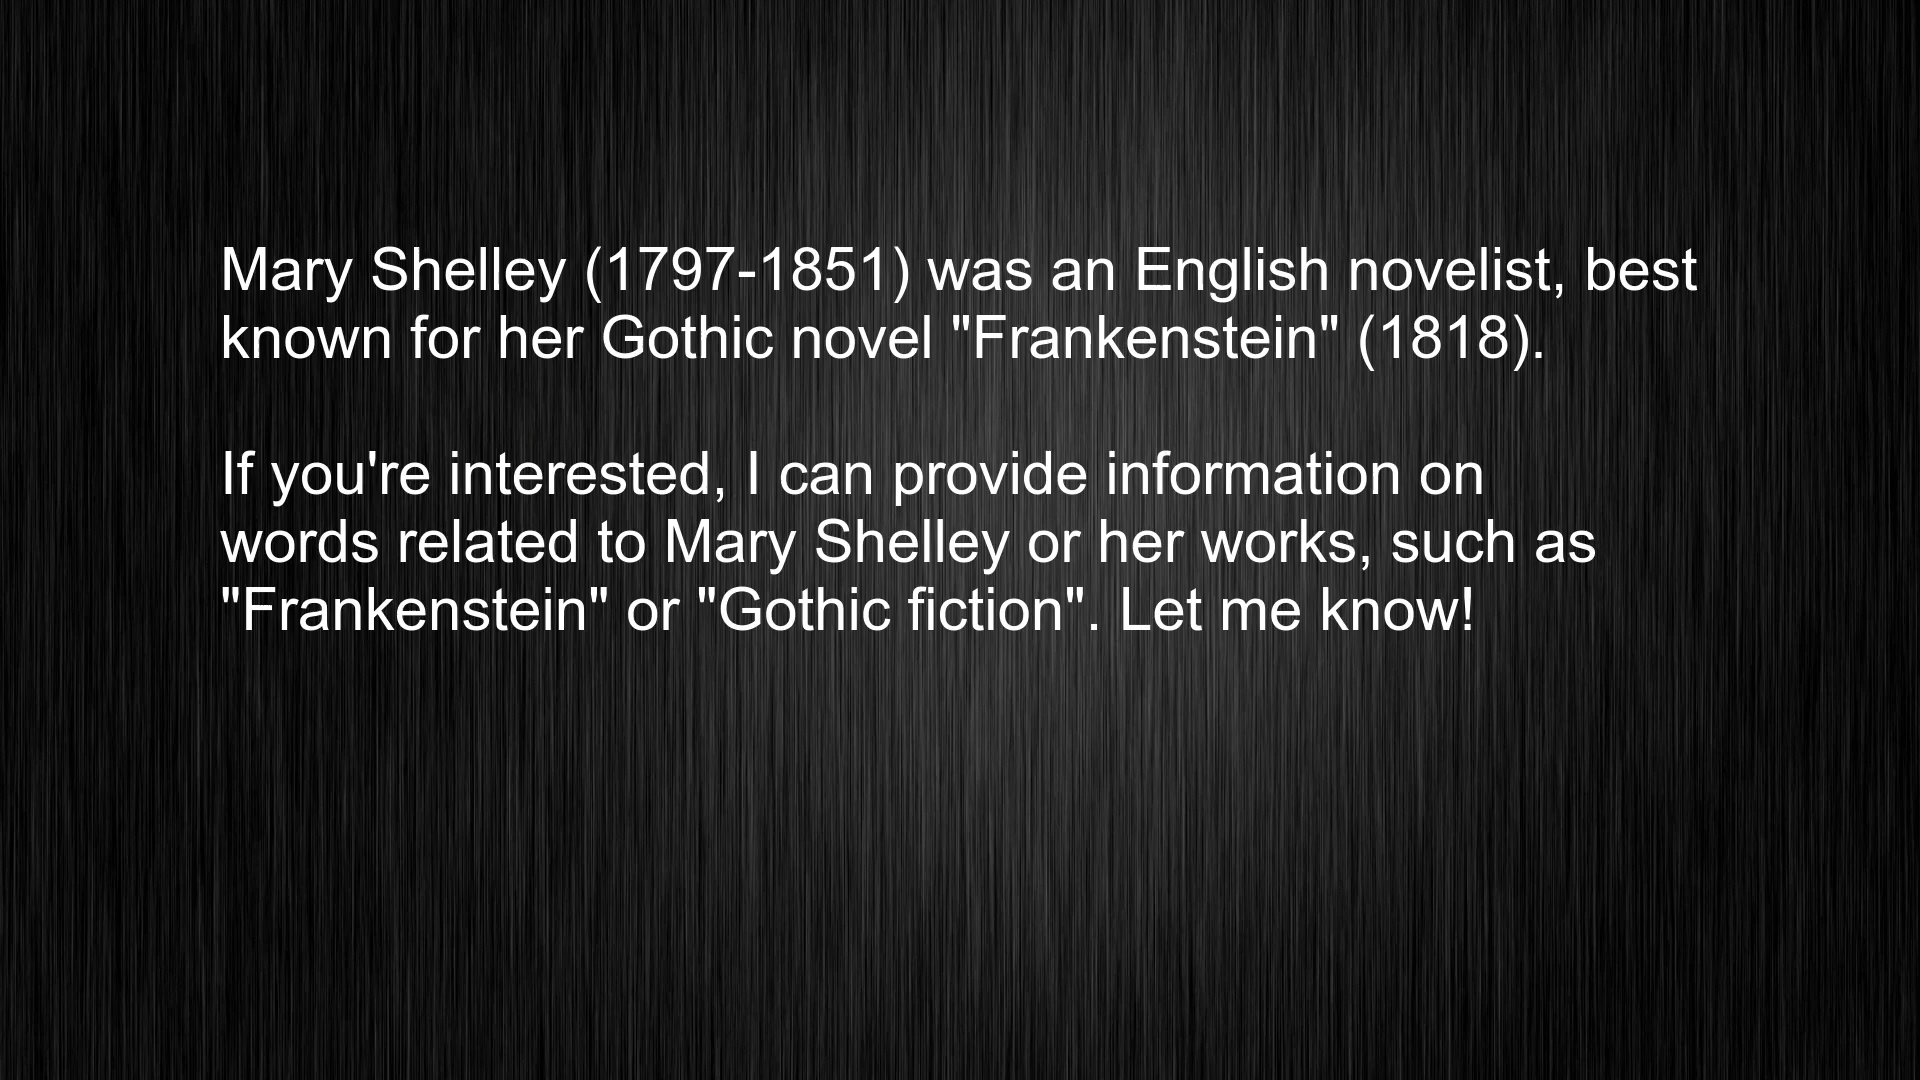 Mary Shelley (1797-1851) was an English novelist, best
known for her Gothic novel "Frankenstein" (1818).
If you're interested, I can provide information on
words related to Mary Shelley or her works, such as
"Frankenstein" or "Gothic fiction". Let me know!